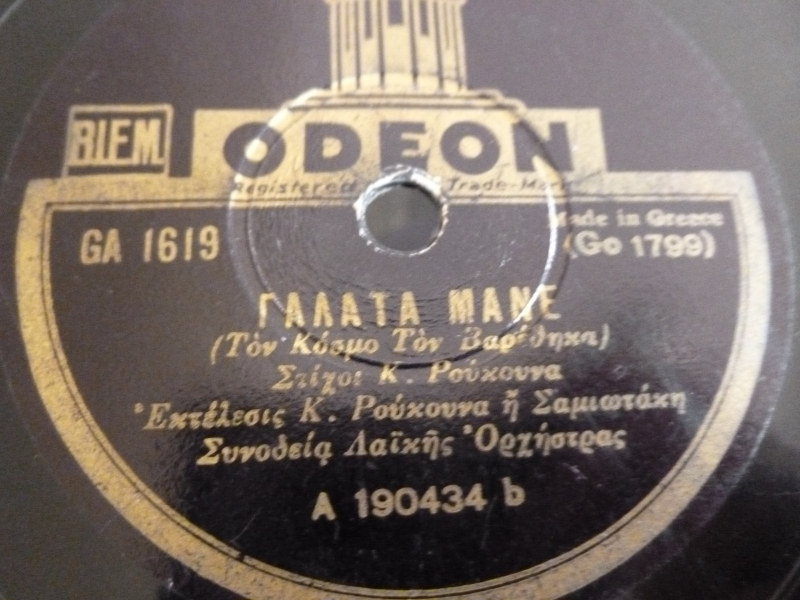 B.I.E.M.
ODEON
Registered Trade-Mark
GA 1619
Made in Greece
(Go 1799)
ΓΑΛΑΤΑ ΜΑΝΕ
(Τὸν Κόσμο Τὸν Βαρέθηκα)
Στίχοι Κ. Ρούκουνα
Ἐκτέλεσις Κ. Ρούκουνα ἤ Σαμιωτάκη
Συνοδείᾳ Λαϊκῆς Ὀρχήστρας
A 190434 b